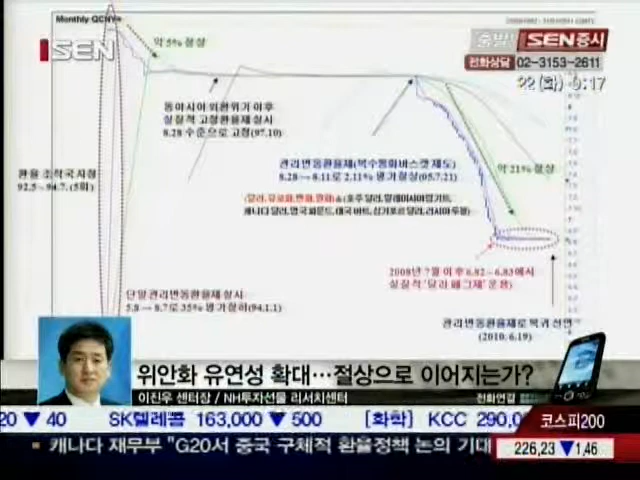 Monthly QCNY=
SEN
출발! SEN증시
전화상담 02-3153-2611
22(화) 9:17
약 5% 절상
동아시아 외환위기 이후
실질적 고정환율제 실시
8.28 수준으로 고정(97.10)
환율 조작국 지정
92.5~94.7.(5회)
관리변동환율제(복수통화바스켓 제도)
8.28→8.11로 2.11% 평가절상(05.7.21)
약 21% 절상
(달러, 유로화, 엔화, 원화)&(호주 달러, 말레이시아 링기트,
캐나다 달러, 영국 파운드, 태국 바트, 싱가포르 달러, 러시아 루블)
2008년 7월 이후 6.82~6.83에서
실질적 '달러 페그제' 운용)
단일 관리변동환율제 실시
5.8→8.7로 35% 평가절하(94.1.1)
관리변동환율제로 복귀 선언
(2010.6.19)
위안화 유연성 확대…절상으로 이어지는가?
이진우 센터장 / NH투자선물 리서치센터
전화연결
20 ▼ 40 SK텔레콤 163,000 ▼ 500 [화학] KCC 290,0
코스피200
226,23 ▼1,46
캐나다 재무부 "G20서 중국 구체적 환율정책 논의 기대